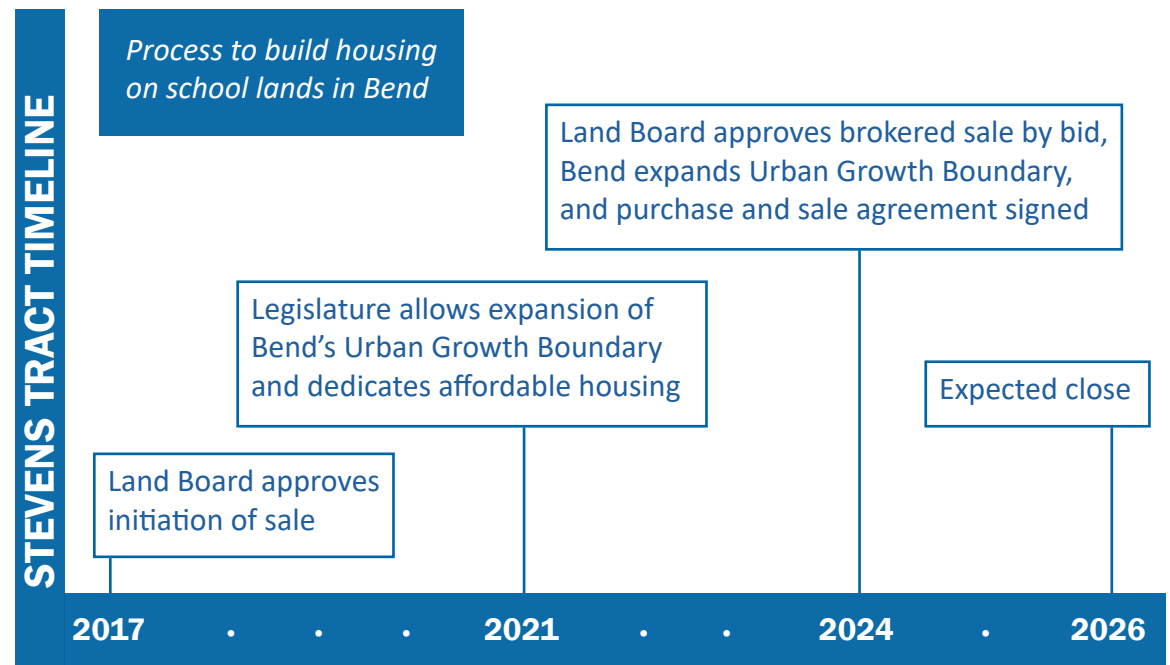 STEVENS TRACT TIMELINE
Process to build housing
on school lands in Bend
Land Board approves brokered sale by bid,
Bend expands Urban Growth Boundary,
and purchase and sale agreement signed
Legislature allows expansion of
Bend’s Urban Growth Boundary
and dedicates affordable housing
Expected close
Land Board approves
initiation of sale
2017 . . . 2021 . . 2024 . 2026